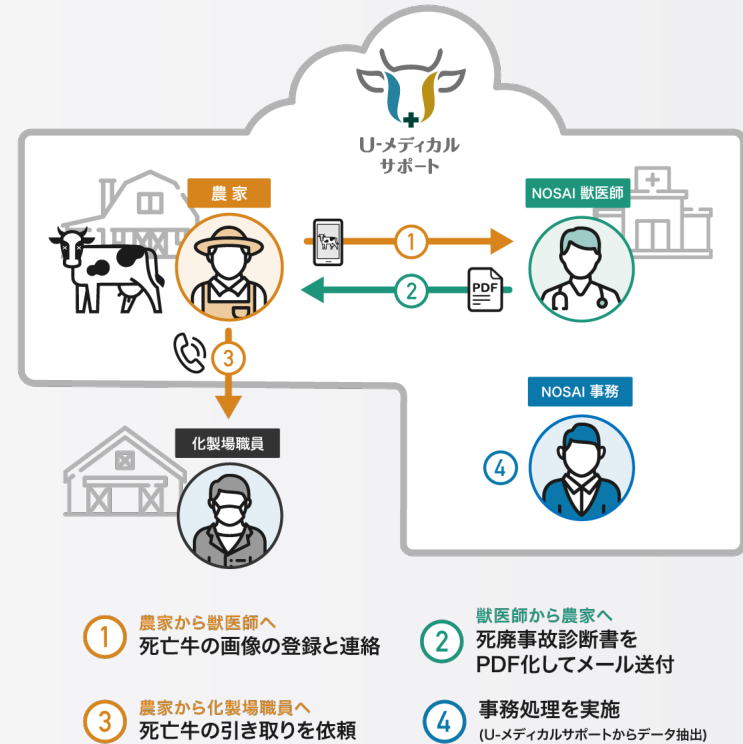 U-メディカル
サポート
農家
NOSAI 獣医師
1
2
PDF
3
NOSAI 事務
化製場職員
4
1
農家から獣医師へ
死亡牛の画像の登録と連絡
2
獣医師から農家へ
死廃事故診断書を
PDF化してメール送付
3
農家から化製場職員へ
死亡牛の引き取りを依頼
4
事務処理を実施
(U-メディカルサポートからデータ抽出)